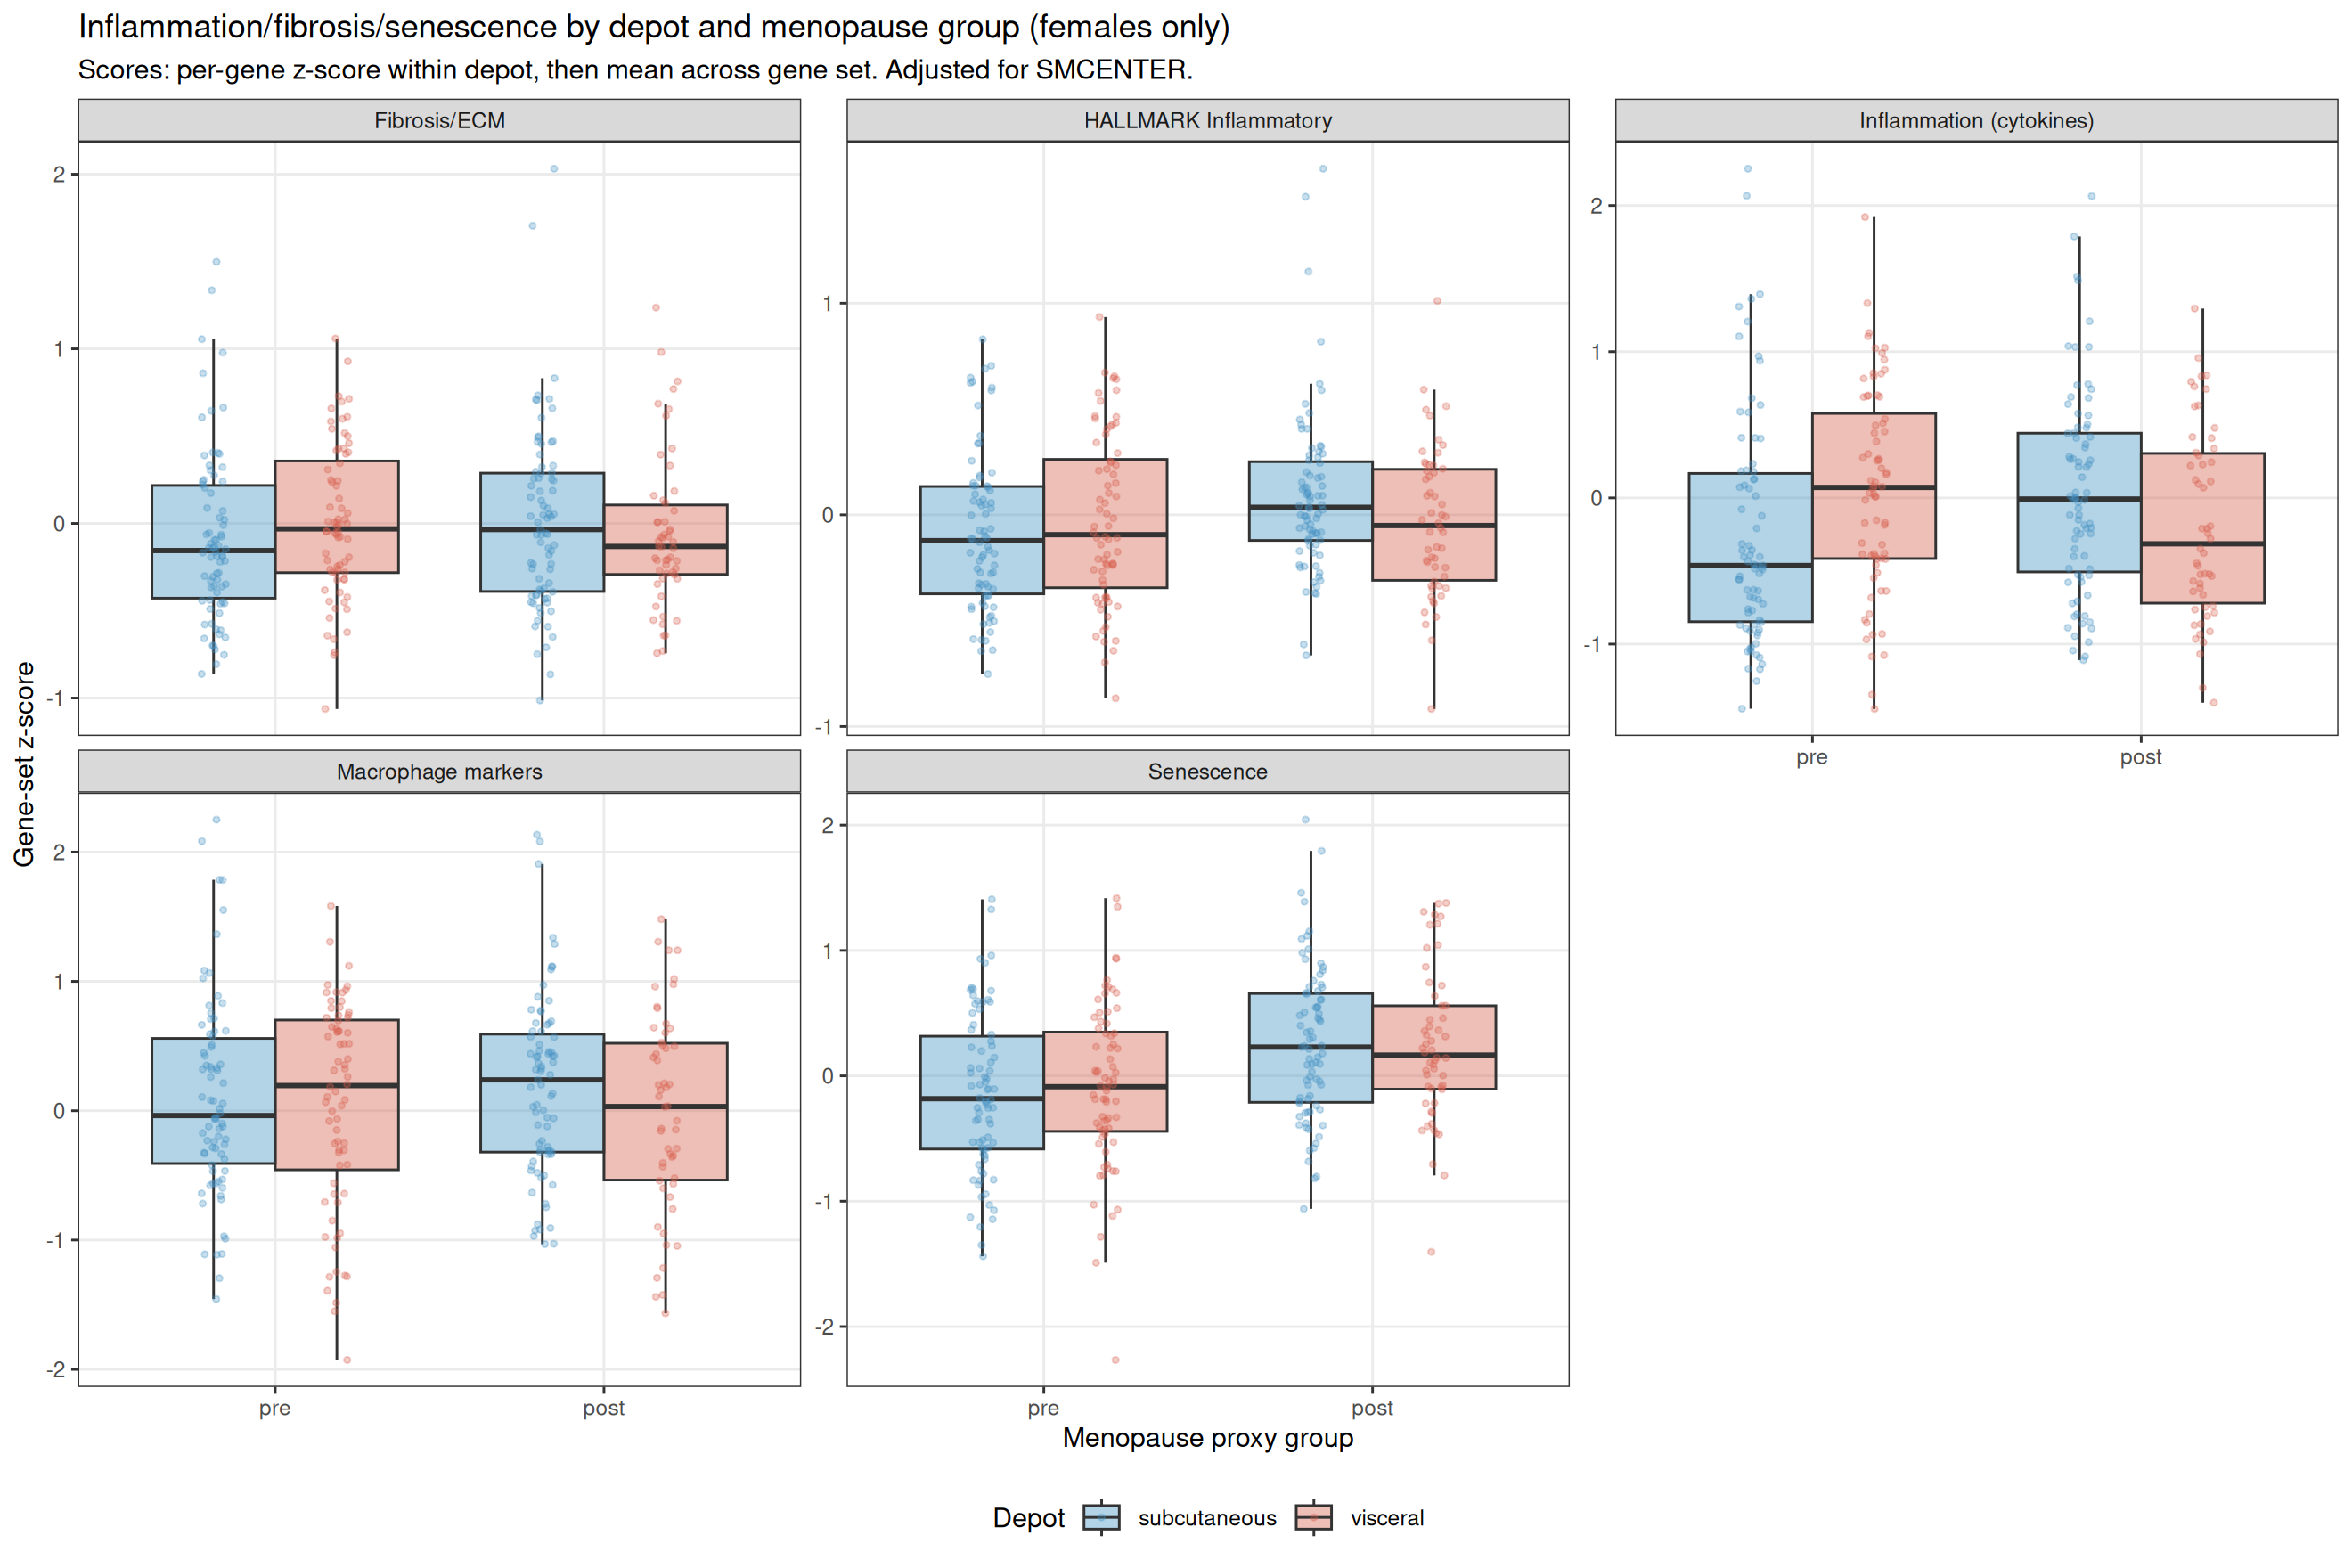 Inflammation/fibrosis/senescence by depot and menopause group (females only)
Scores: per-gene z-score within depot, then mean across gene set. Adjusted for SMCENTER.
Fibrosis/ECM
HALLMARK Inflammatory
Inflammation (cytokines)
2
1
0
-1
1
0
-1
2
1
0
-1
pre
post
Gene-set z-score
Macrophage markers
Senescence
2
1
0
-1
-2
2
1
0
-1
-2
pre
post
pre
post
Menopause proxy group
Depot
subcutaneous
visceral